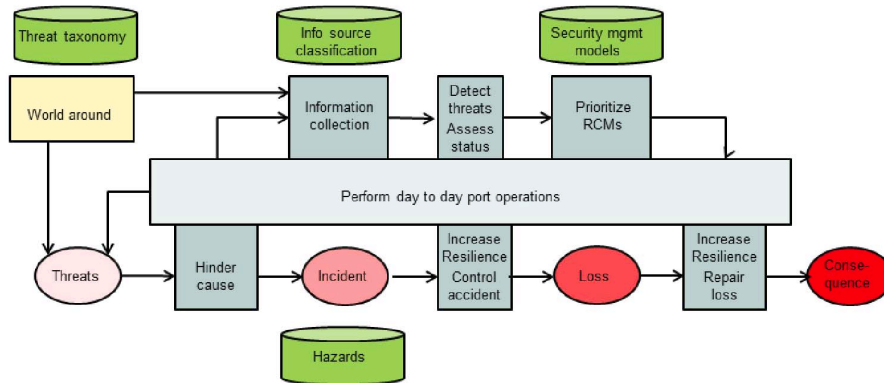 Threat taxonomy
Info source
classification
Security mgmt
models
World around
Information
collection
Detect
threats
Assess
status
Prioritize
RCMs
Perform day to day port operations
Threats
Hinder
cause
Incident
Increase
Resilience
Control
accident
Loss
Increase
Resilience
Repair
loss
Conse-
quence
Hazards